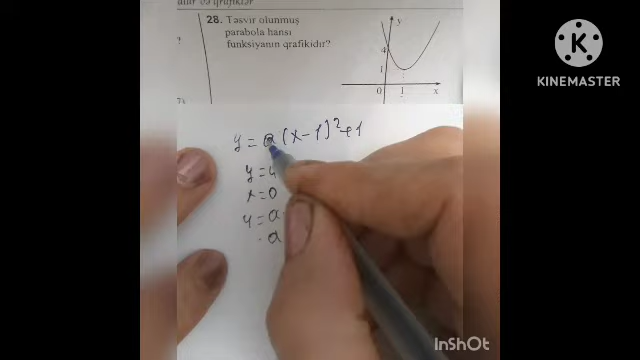 28. Təsvir olunmuş
parabola hansı
funksiyanın qrafikidir?
y
4
1
0 1 x
y = a (x - 1)² + 1
y = 4
x = 0
4 = a
a
KINEMASTER
InShOt